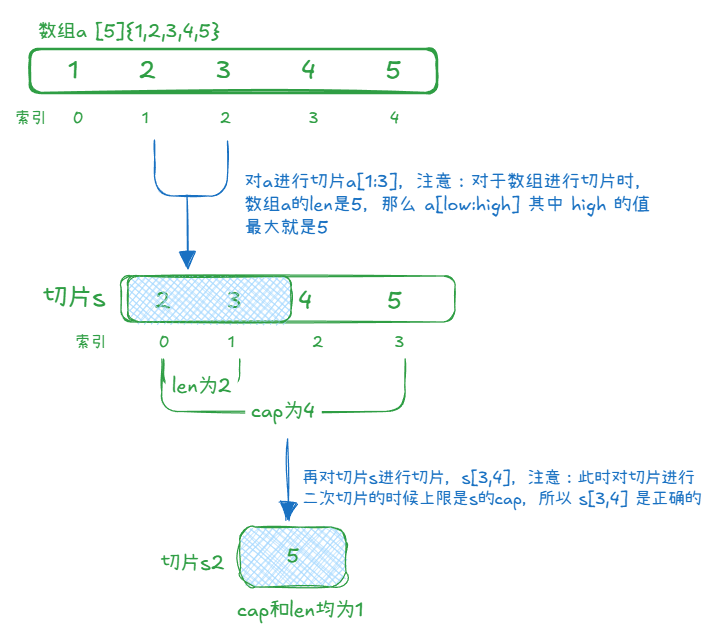 数组a [5]{1,2,3,4,5}
1 2 3 4 5
索引 0 1 2 3 4
对a进行切片a[1:3]，注意：对于数组进行切片时，
数组a的len是5，那么 a[low:high] 其中 high 的值
最大就是5
切片s 2 3 4 5
索引 0 1 2 3
len为2
cap为4
再对切片s进行切片，s[3,4]，注意：此时对切片进行
二次切片的时候上限是s的cap，所以 s[3,4] 是正确的
切片s2 5
cap和len均为1